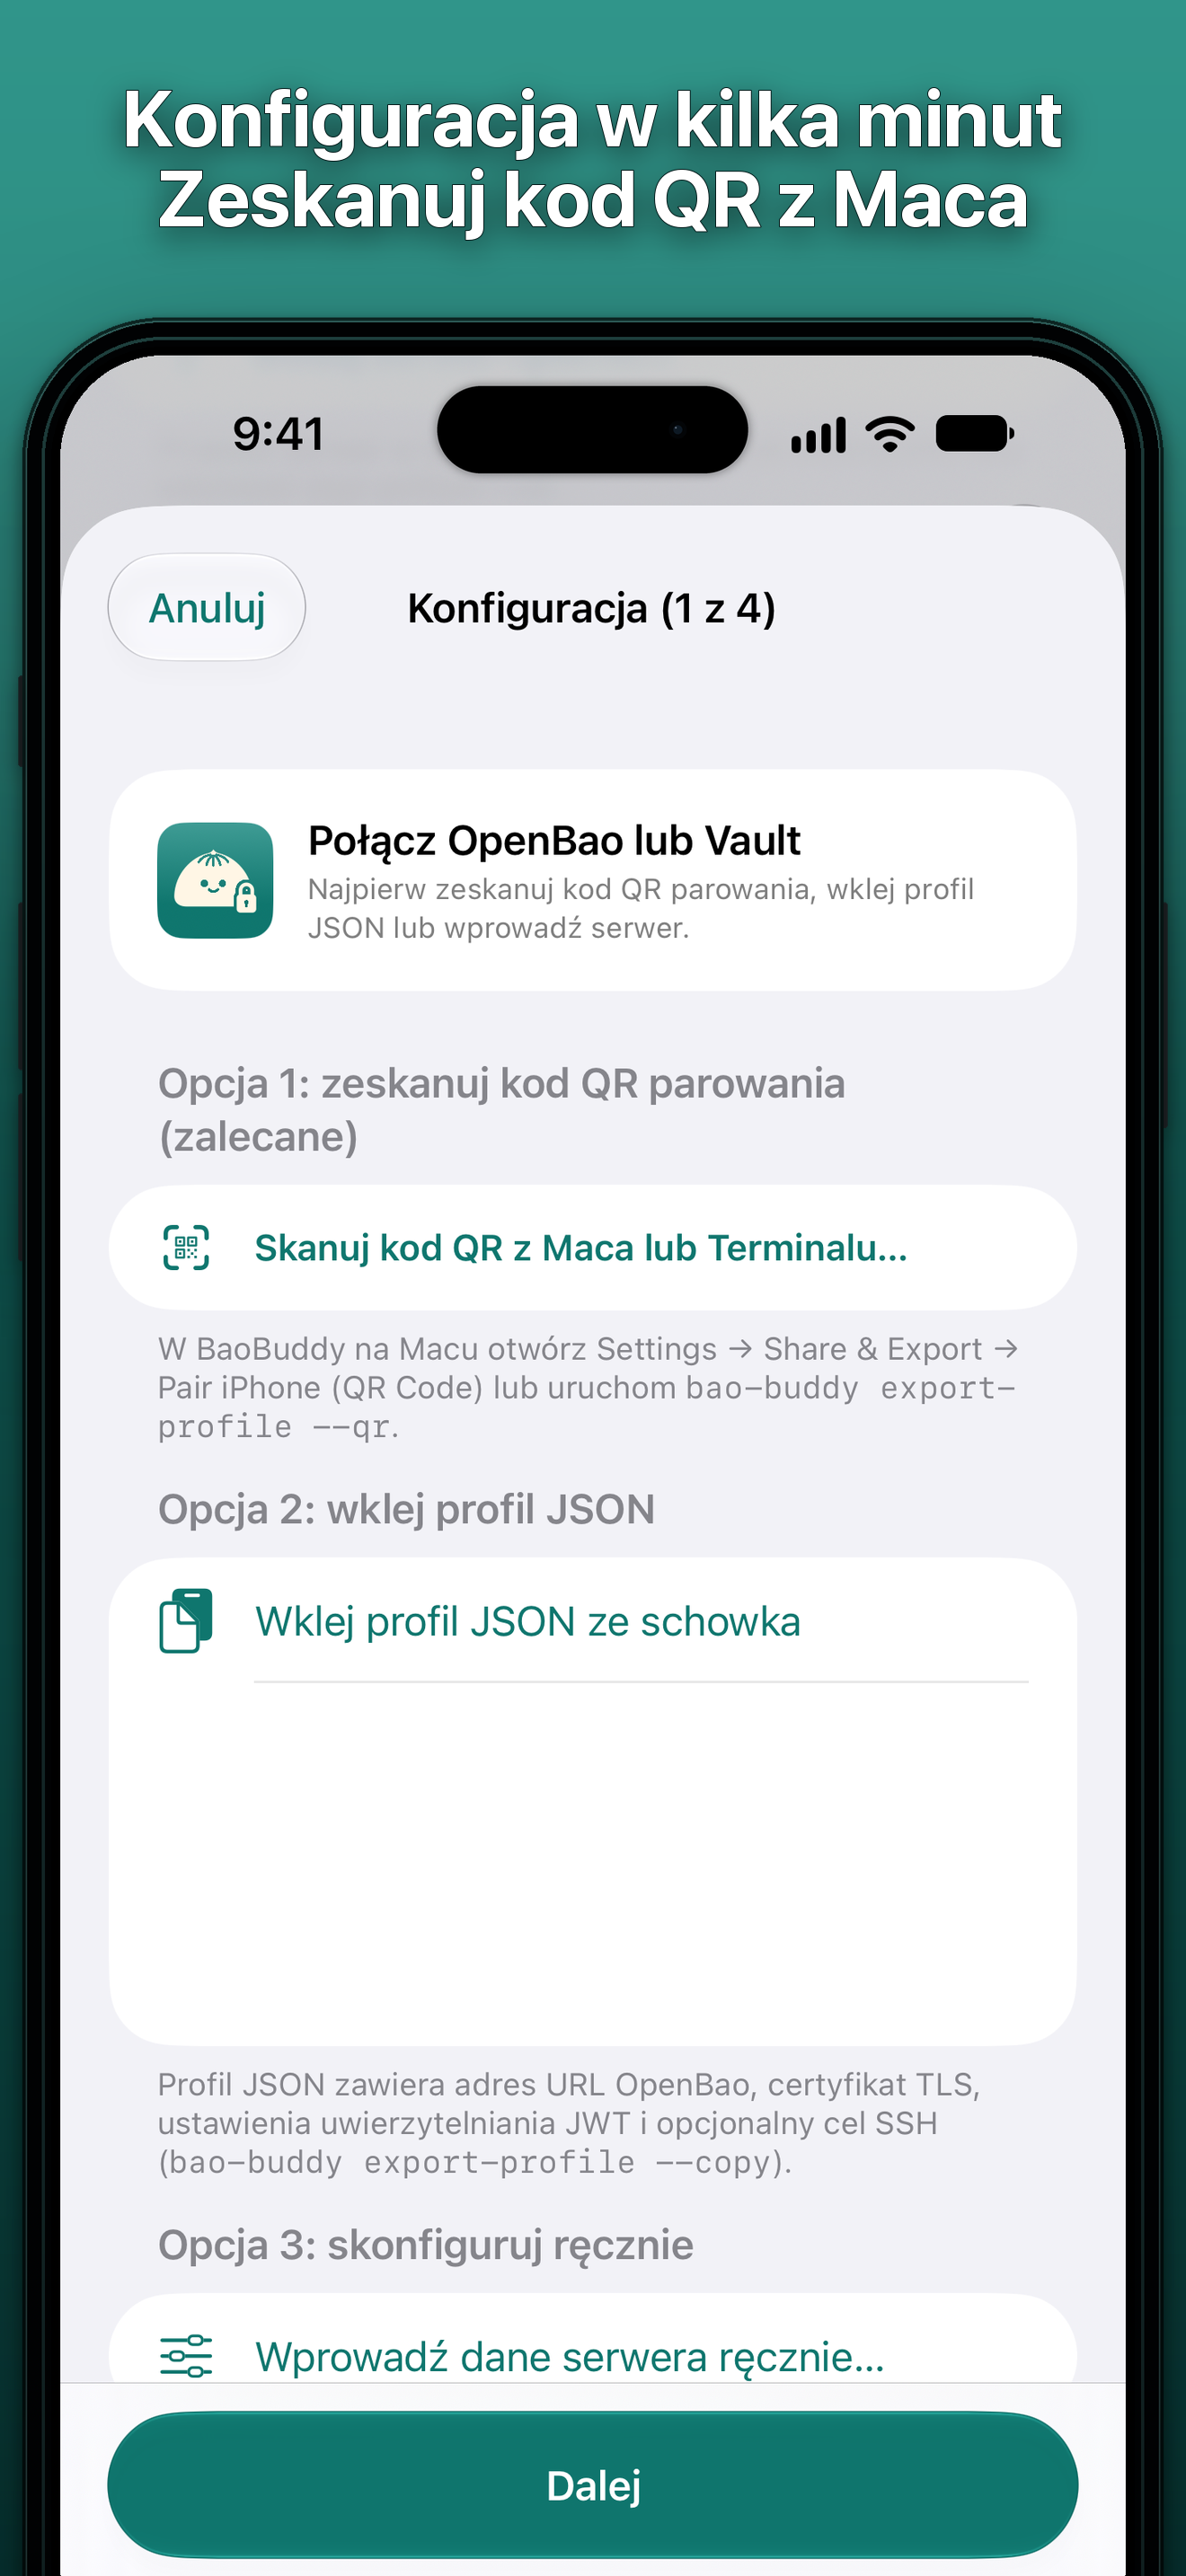 Konfiguracja w kilka minut
Zeskanuj kod QR z Maca
9:41
Anuluj
Konfiguracja (1 z 4)
Połącz OpenBao lub Vault
Najpierw zeskanuj kod QR parowania, wklej profil
JSON lub wprowadź serwer.
Opcja 1: zeskanuj kod QR parowania
(zalecane)
Skanuj kod QR z Maca lub Terminalu...
W BaoBuddy na Macu otwórz Settings → Share & Export →
Pair iPhone (QR Code) lub uruchom bao-buddy export-
profile --qr.
Opcja 2: wklej profil JSON
Wklej profil JSON ze schowka
Profil JSON zawiera adres URL OpenBao, certyfikat TLS,
ustawienia uwierzytelniania JWT i opcjonalny cel SSH
(bao-buddy export-profile --copy).
Opcja 3: skonfiguruj ręcznie
Wprowadź dane serwera ręcznie...
Dalej